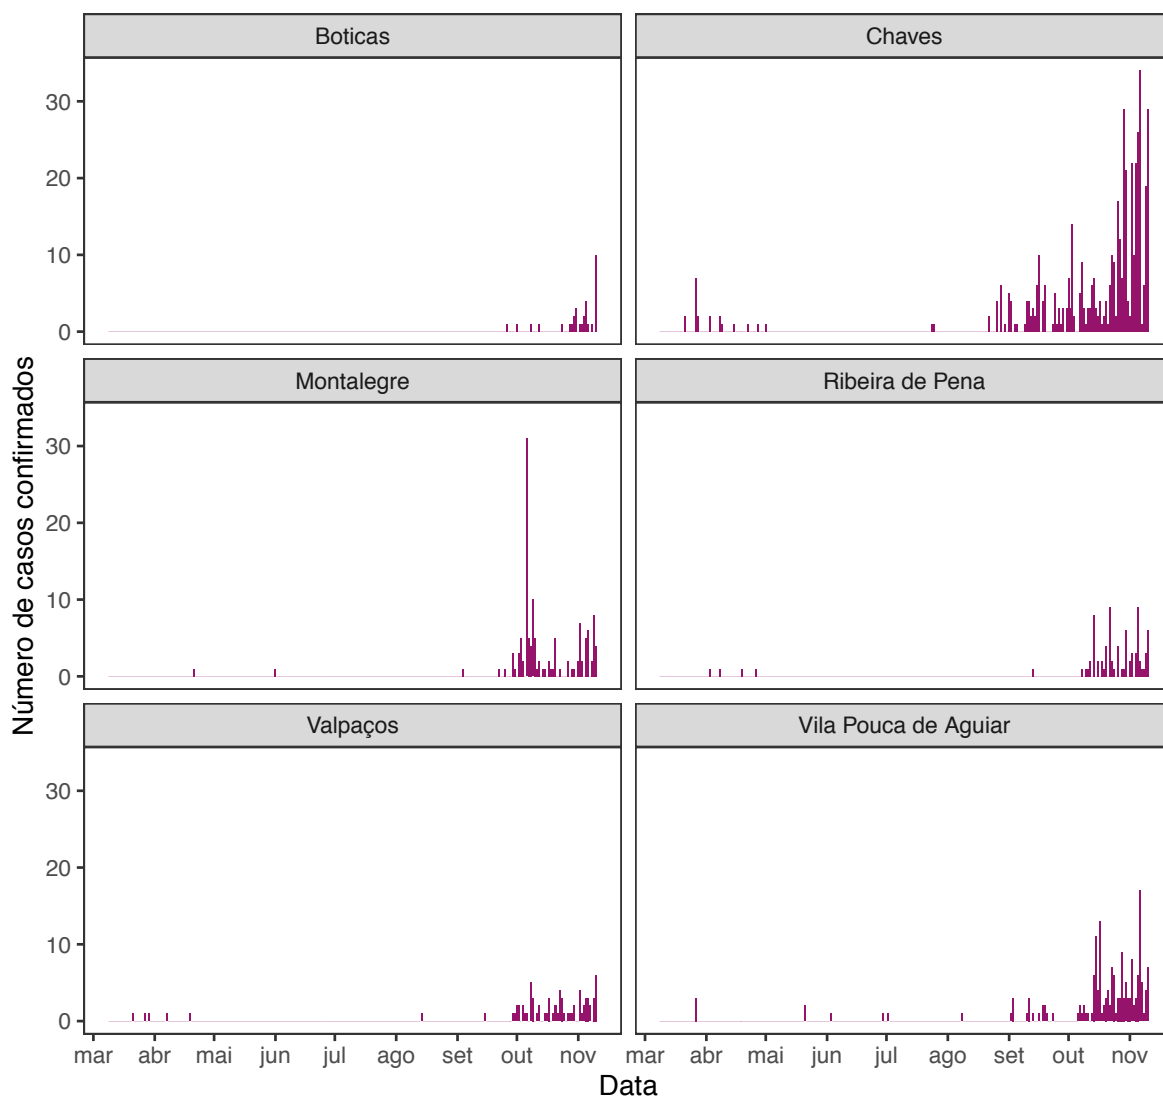 Boticas
Chaves
30
20
10
0
Montalegre
Ribeira de Pena
30
20
10
0
Valpaços
Vila Pouca de Aguiar
30
20
10
0
mar abr mai jun jul ago set out nov
mar abr mai jun jul ago set out nov
Data
Número de casos confirmados